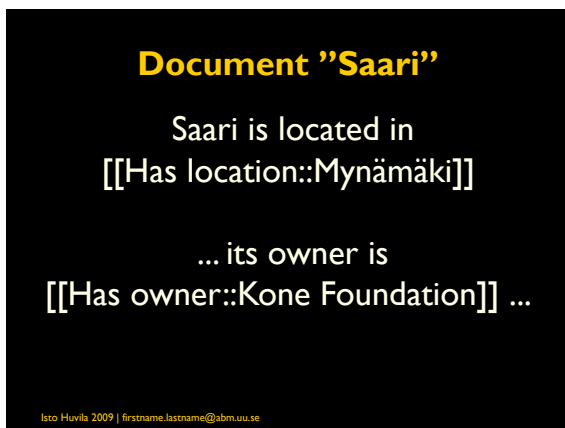 Document ”Saari”
Saari is located in
[[Has location::Mynämäki]]
... its owner is
[[Has owner::Kone Foundation]] ...
Isto Huvila 2009 | firstname.lastname@abm.uu.se